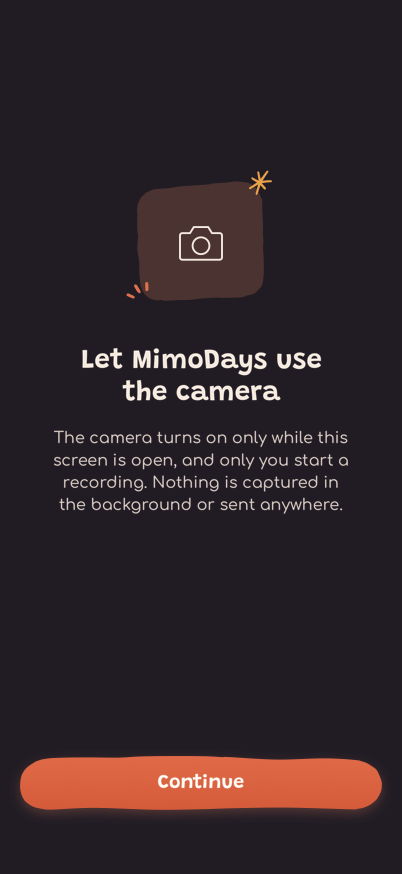 Let MimoDays use
the camera
The camera turns on only while this
screen is open, and only you start a
recording. Nothing is captured in
the background or sent anywhere.
Continue